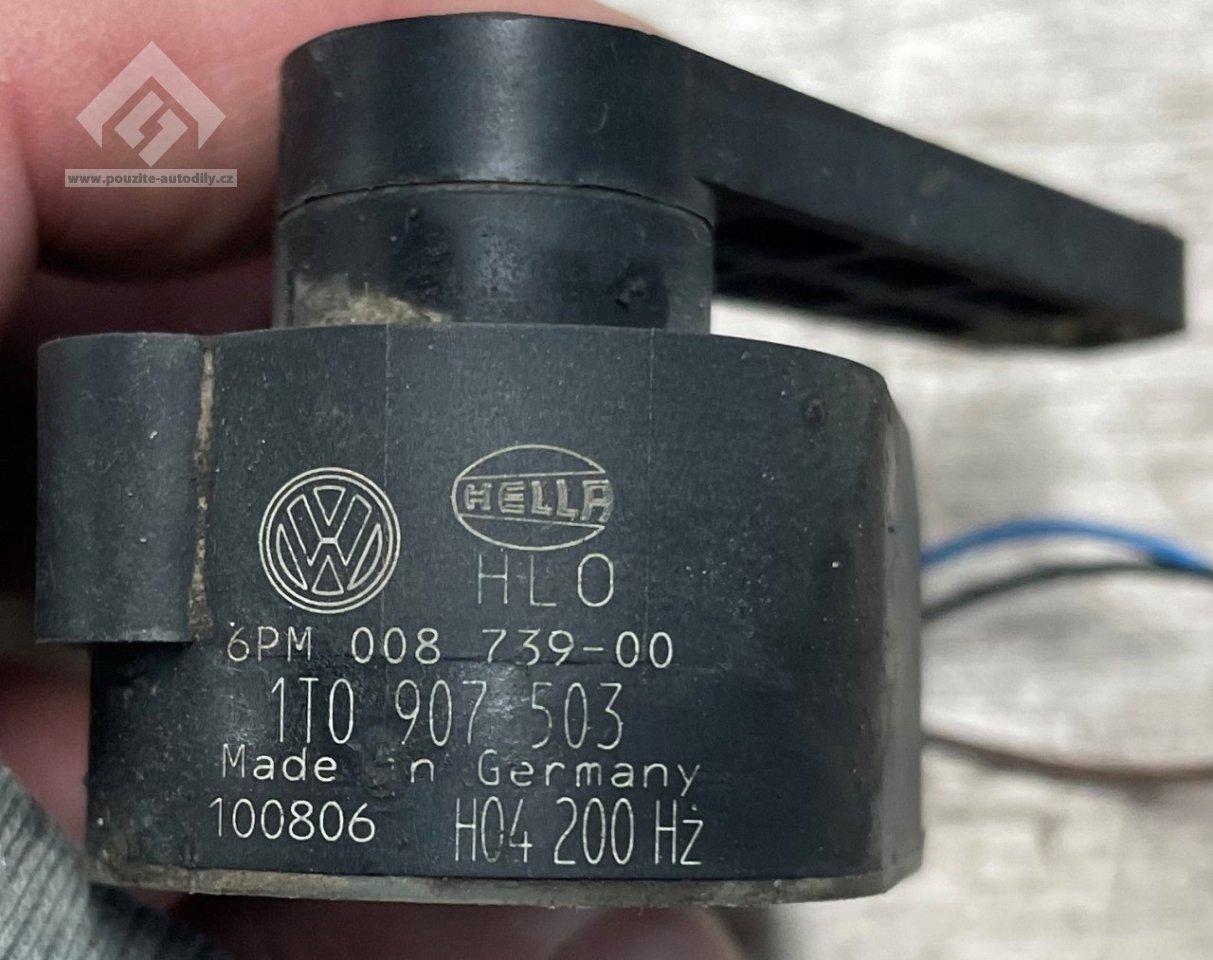 www.pouzite-autodily.cz
HELLA
HLO
6PM 008 739-00
1T0 907 503
Made in Germany
100806 H04 200 Hz